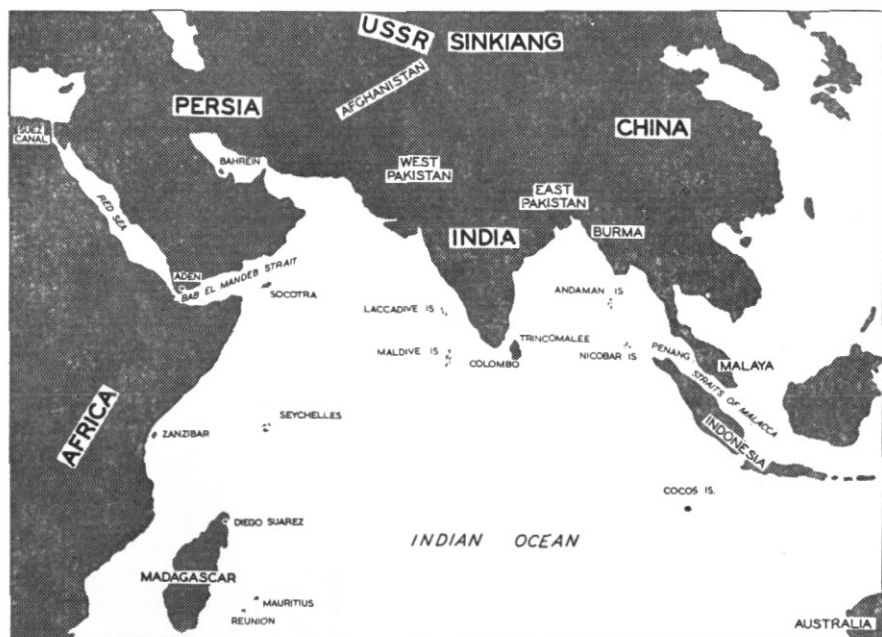 USSR
SINKIANG
AFGHANISTAN
PERSIA
CHINA
SUEZ
CANAL
BAHREIN
WEST
PAKISTAN
EAST
PAKISTAN
RED SEA
INDIA
BURMA
ADEN
BAB EL MANDEB STRAIT
SOCOTRA
ANDAMAN IS
LACCADIVE IS
TRINCOMALEE
MALDIVE IS
COLOMBO
NICOBAR IS
PENANG
MALAYA
STRAITS OF MALACCA
AFRICA
SEYCHELLES
ZANZIBAR
INDONESIA
COCOS IS.
DIEGO SUAREZ
INDIAN OCEAN
MADAGASCAR
MAURITIUS
REUNION
AUSTRALIA